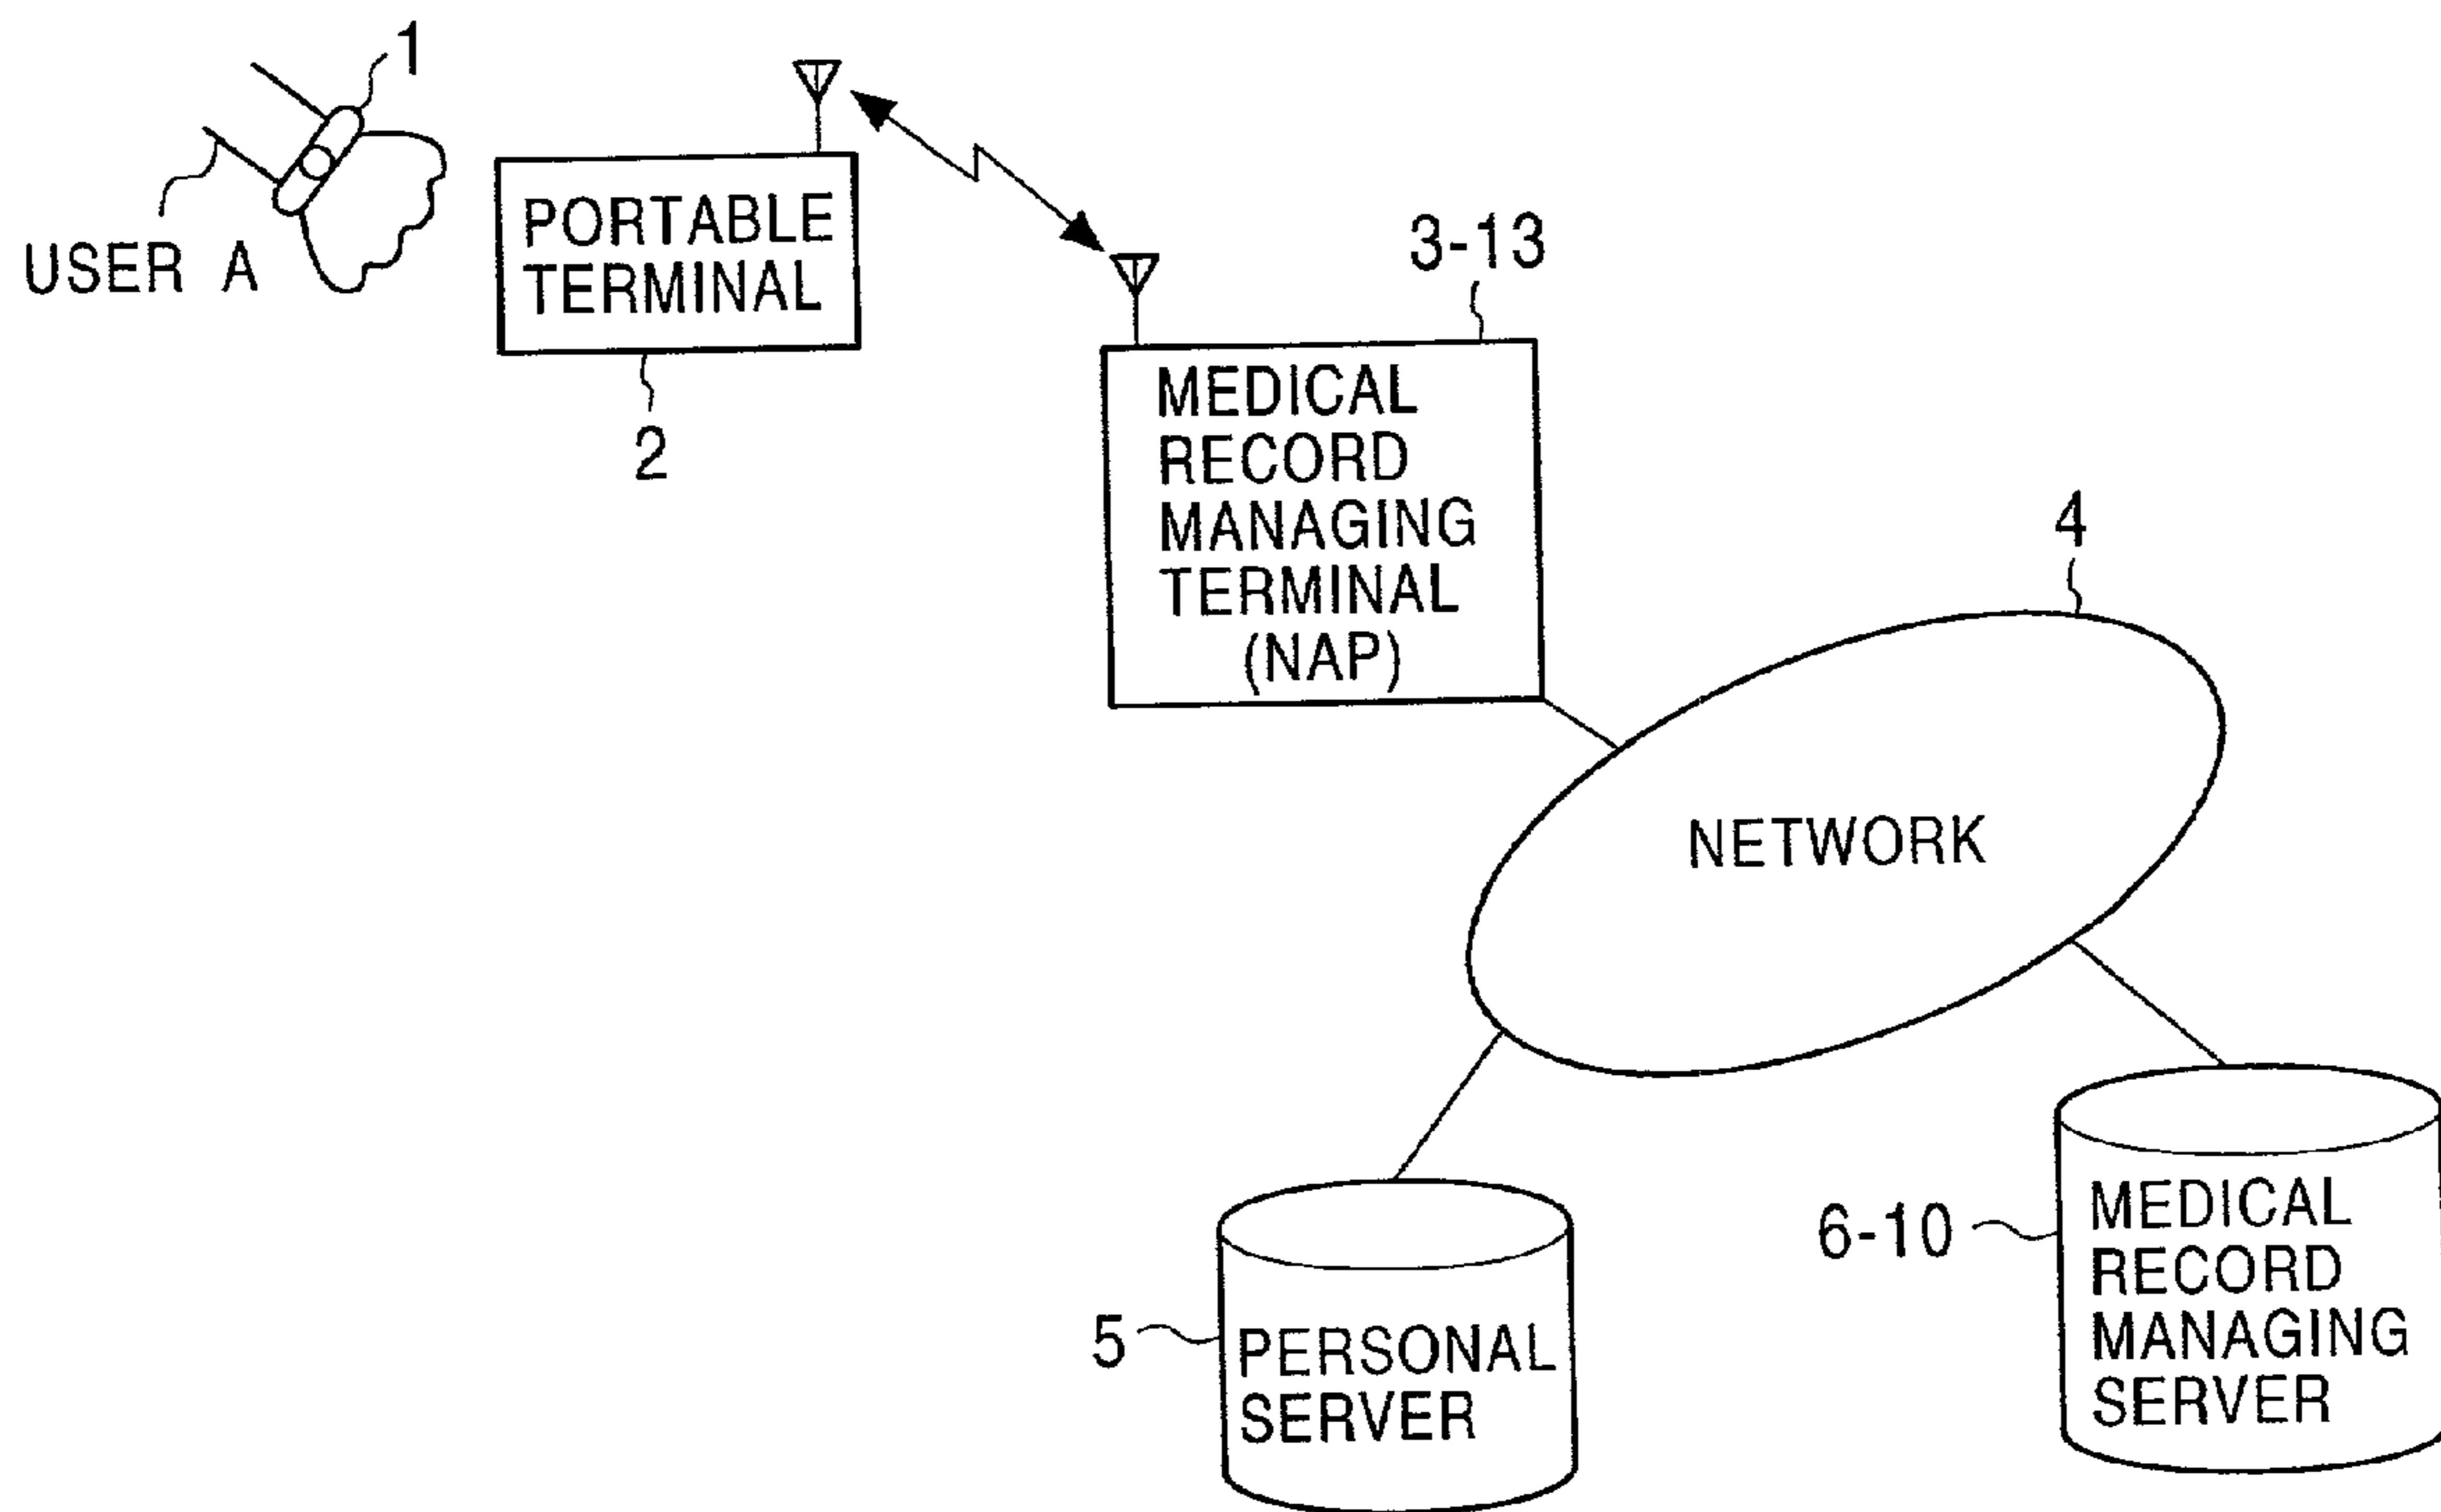 1
USER A
PORTABLE
TERMINAL
2
3-13
MEDICAL
RECORD
MANAGING
TERMINAL
(NAP)
4
NETWORK
5
PERSONAL
SERVER
6-10
MEDICAL
RECORD
MANAGING
SERVER